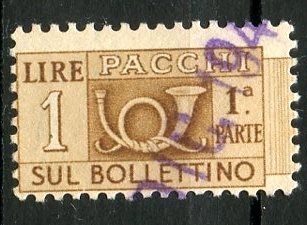 PACCHI
LIRE
1
1ª.
PARTE
SUL BOLLETTINO